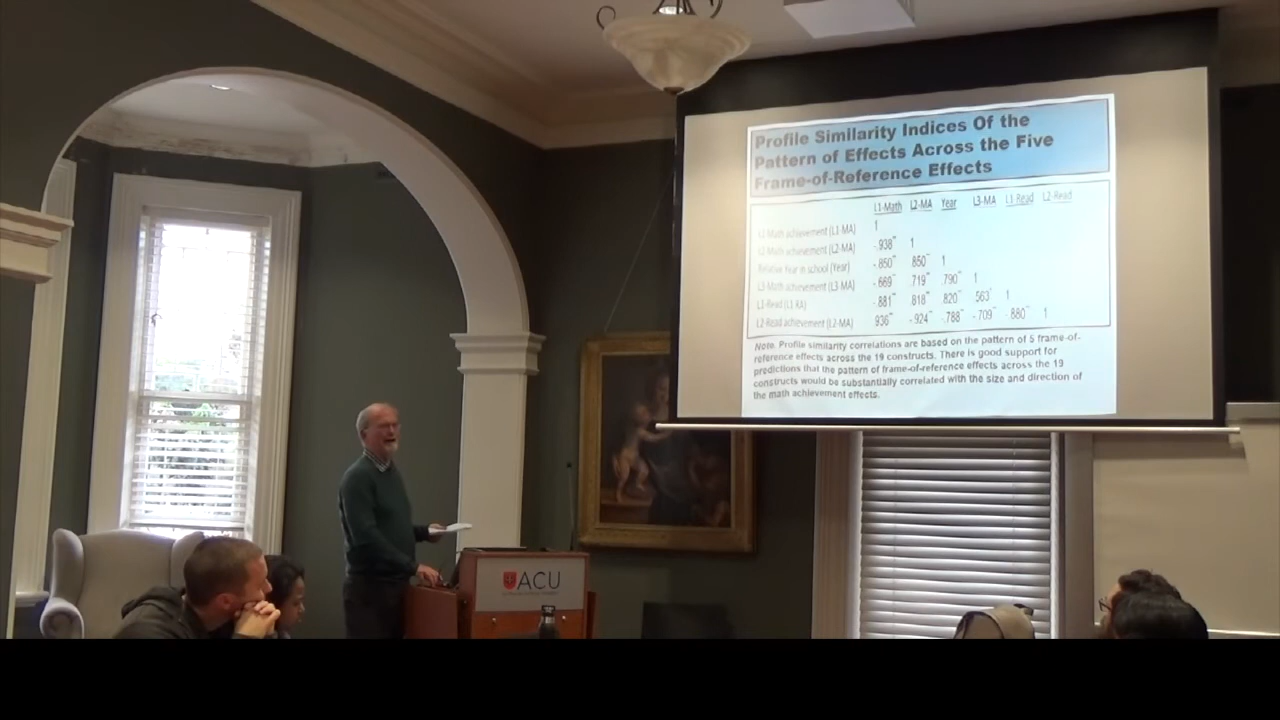 Profile Similarity Indices Of the
Pattern of Effects Across the Five
Frame-of-Reference Effects
L1-Math L2-MA Year L3-MA L1-Read L2-Read
L1-Math achievement (L1-MA) 1
L2-Math achievement (L2-MA) -.938** 1
Relative Year in school (Year) -.850** .850** 1
L3-Math achievement (L3-MA) -.669** .719** .790** 1
L1-Read (L1-RA) -.881** .818** .820** .563* 1
L2-Read achievement (L2-MA) .936** -.924** -.788** -.709** -.880** 1
Note. Profile similarity correlations are based on the pattern of 5 frame-of-
reference effects across the 19 constructs. There is good support for
predictions that the pattern of frame-of-reference effects across the 19
constructs would be substantially correlated with the size and direction of
the math achievement effects.
ACU